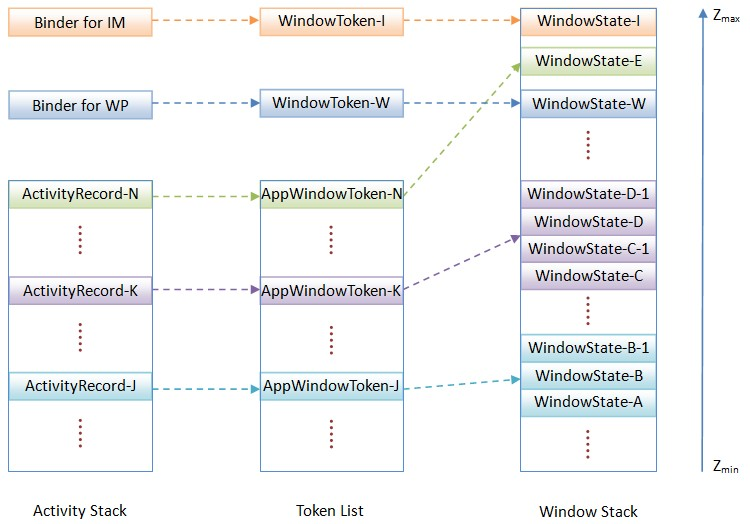 Binder for IM
WindowToken-I
WindowState-I
Zmax
WindowState-E
Binder for WP
WindowToken-W
WindowState-W
ActivityRecord-N
AppWindowToken-N
WindowState-D-1
WindowState-D
WindowState-C-1
WindowState-C
ActivityRecord-K
AppWindowToken-K
WindowState-B-1
WindowState-B
WindowState-A
ActivityRecord-J
AppWindowToken-J
Zmin
Activity Stack
Token List
Window Stack